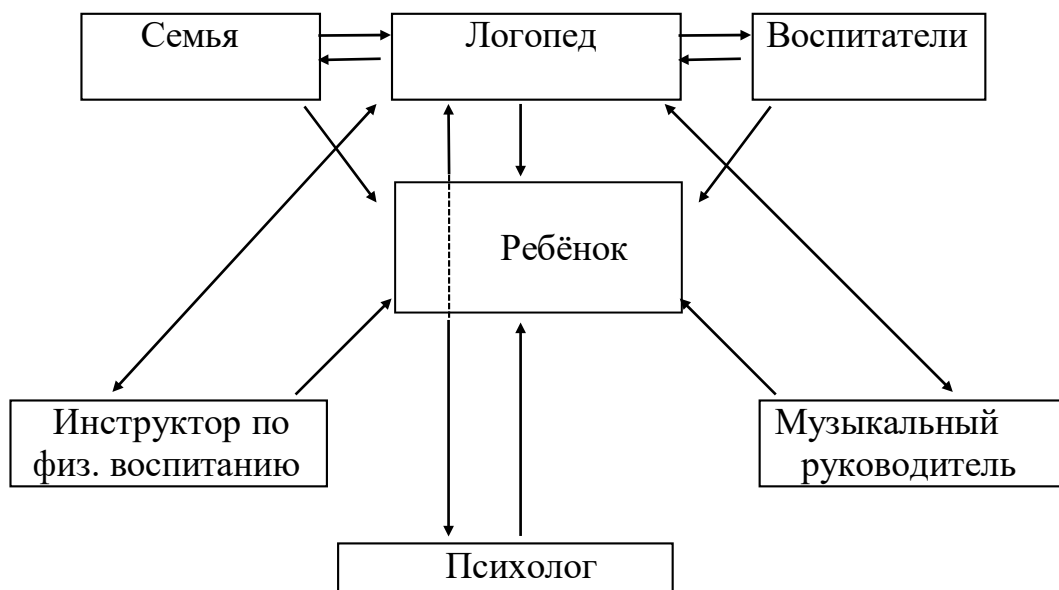 Семья
Логопед
Воспитатели
Ребёнок
Инструктор по
физ. воспитанию
Музыкальный
руководитель
Психолог